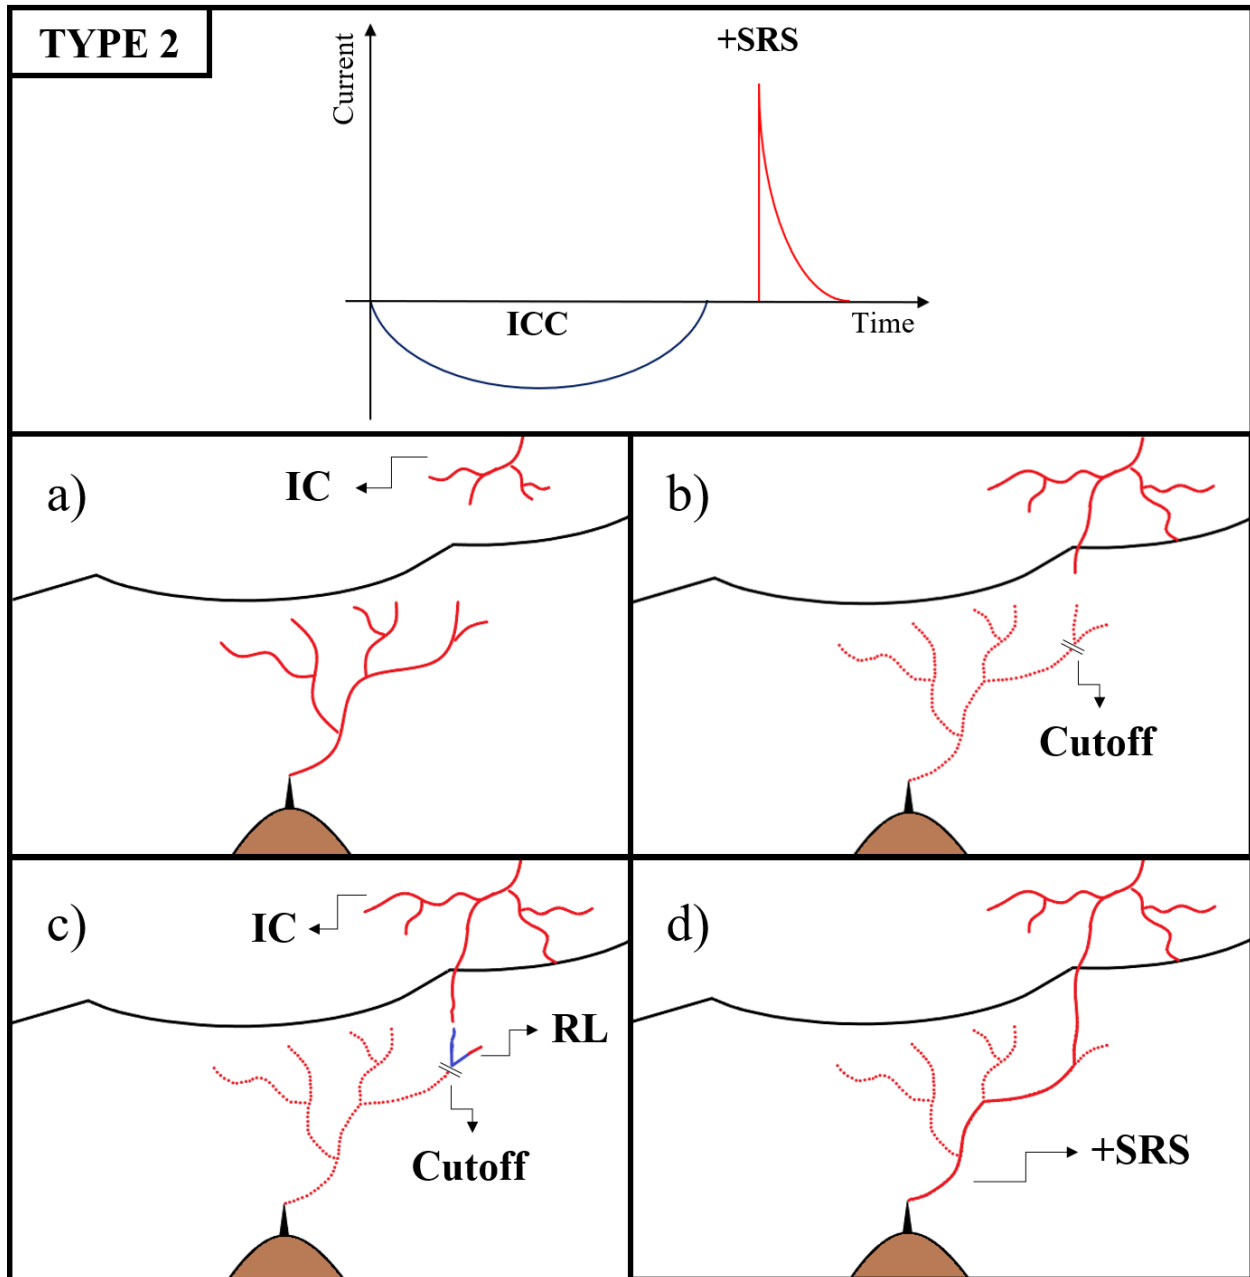 TYPE 2
Current
+SRS
ICC
Time
a)
IC
b)
Cutoff
c)
IC
RL
Cutoff
d)
+SRS